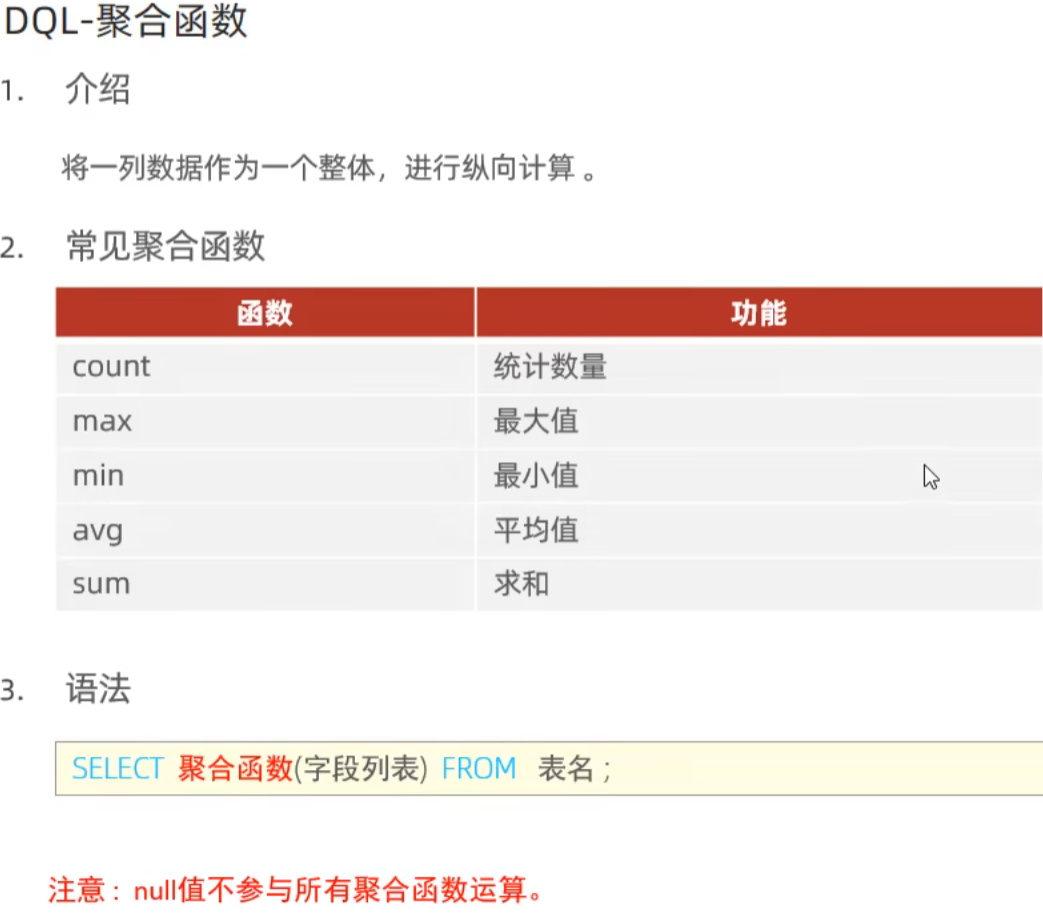 DQL-聚合函数
1. 介绍
将一列数据作为一个整体，进行纵向计算 。
2. 常见聚合函数
函数 功能
count 统计数量
max 最大值
min 最小值
avg 平均值
sum 求和
3. 语法
SELECT 聚合函数(字段列表) FROM 表名 ;
注意 : null值不参与所有聚合函数运算。